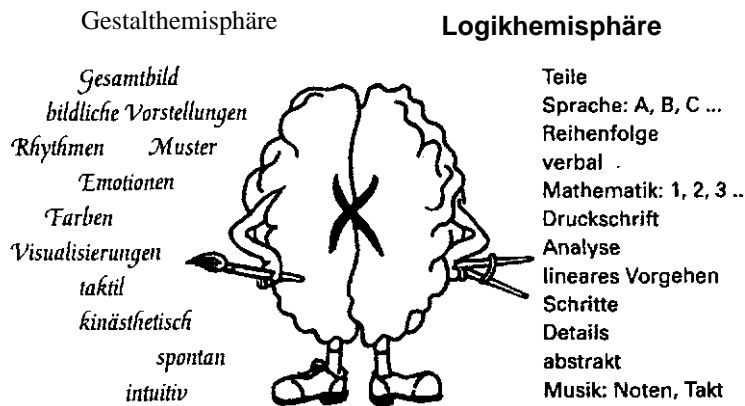 Gestalthemisphäre
Gesamtbild
bildliche Vorstellungen
Rhythmen Muster
Emotionen
Farben
Visualisierungen
taktil
kinästhetisch
spontan
intuitiv
Logikhemisphäre
Teile
Sprache: A, B, C ...
Reihenfolge
verbal
Mathematik: 1, 2, 3 ..
Druckschrift
Analyse
lineares Vorgehen
Schritte
Details
abstrakt
Musik: Noten, Takt